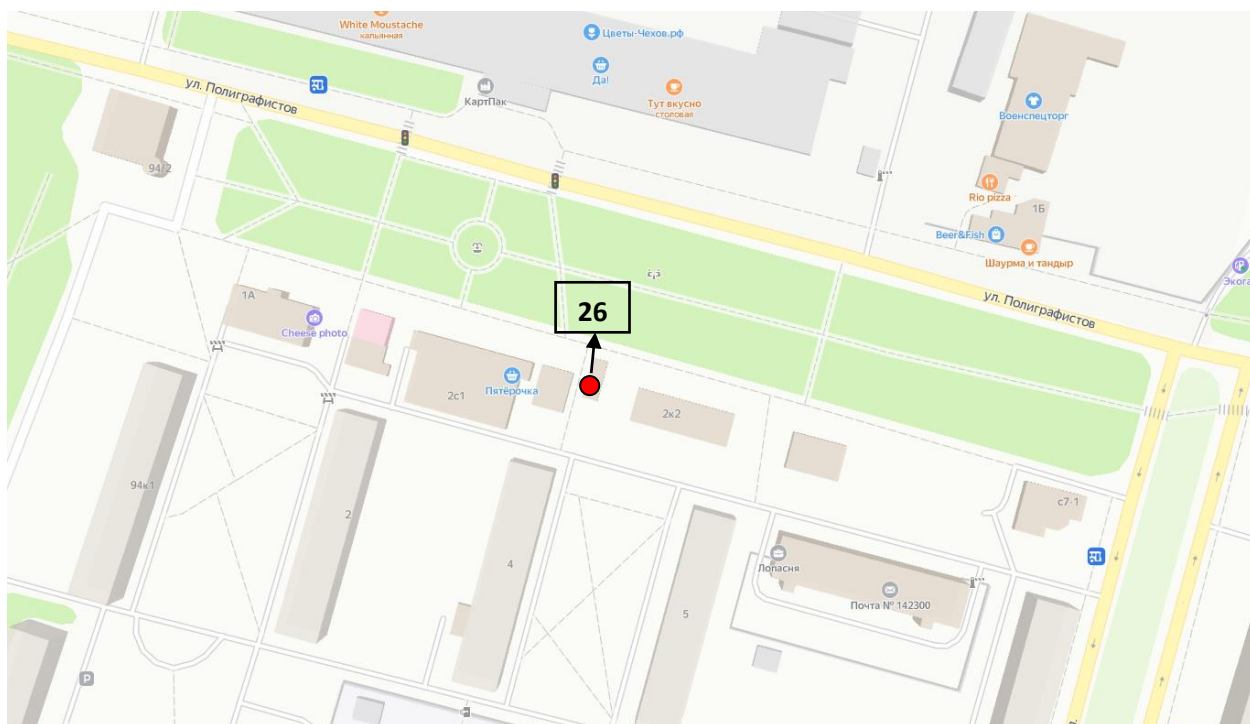 White Moustache
кальянная
Цветы-Чехов.рф
Да!
КартПак
Тут вкусно
столовая
Военспецторг
ул. Полиграфистов
94/2
Rio pizza
1Б
Beer&Fish
Шаурма и тандыр
ул. Полиграфистов
1А
Cheese photo
26
2с1
Пятёрочка
2к2
94к1
2
4
5
с7-1
Лопасня
Почта № 142300
P